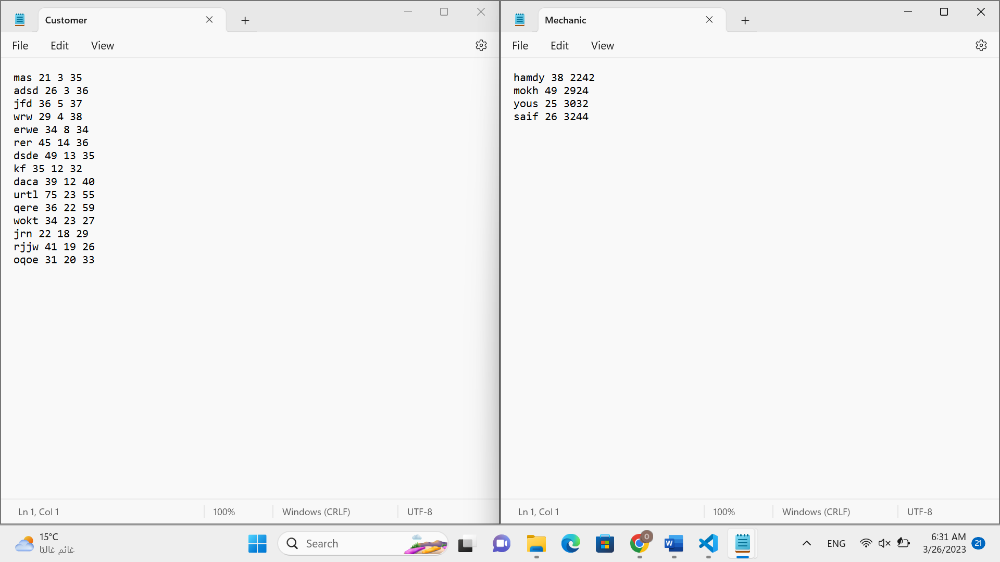 Customer
File Edit View
mas 21 3 35
adsd 26 3 36
jfd 36 5 37
wrw 29 4 38
erwe 34 8 34
rer 45 14 36
dsde 49 13 35
kf 35 12 32
daca 39 12 40
urtl 75 23 55
qere 36 22 59
wokt 34 23 27
jrn 22 18 29
rjjw 41 19 26
oqoe 31 20 33
Ln 1, Col 1 100% Windows (CRLF) UTF-8
Mechanic
File Edit View
hamdy 38 2242
mokh 49 2924
yous 25 3032
saif 26 3244
Ln 1, Col 1 100% Windows (CRLF) UTF-8
15°C
غائم غالبًا
Search
0
W
ENG
6:31 AM
3/26/2023
21